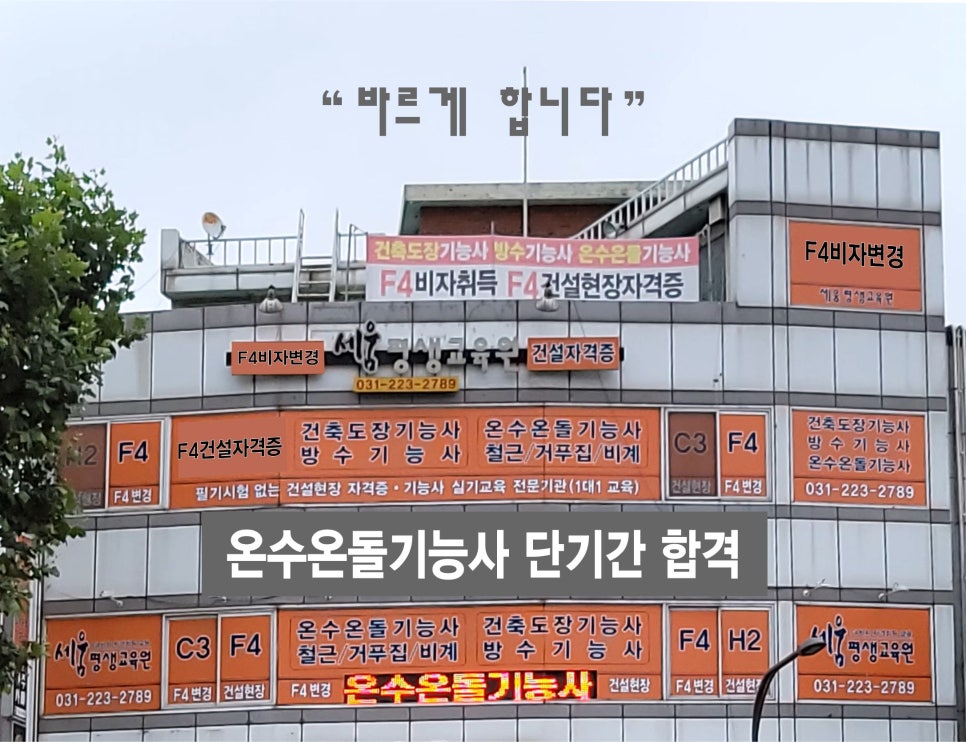 “바르게 합니다”
건축도장기능사 방수기능사 온수온돌기능사
F4비자취득 F4건설현장자격증
F4비자변경
세움평생교육원
F4비자변경
세움평생교육원
건설자격증
031-223-2789
H2
건설현장
F4
F4변경
F4건설자격증
건축도장기능사 온수온돌기능사
방수기능사 철근/거푸집/비계
필기시험 없는 건설현장 자격증·기능사 실기교육 전문기관(1대1 교육)
C3
건설현장
F4
F4변경
건축도장기능사
방수기능사
온수온돌기능사
031-223-2789
온수온돌기능사 단기간 합격
세움평생교육원
031-223-2789
C3
F4변경
F4
건설현장
온수온돌기능사 건축도장기능사
철근/거푸집/비계 방수기능사
F4변경 온수온돌기능사 건설현장
F4
F4변경
H2
건설현장
세움평생교육원
031-223-2789